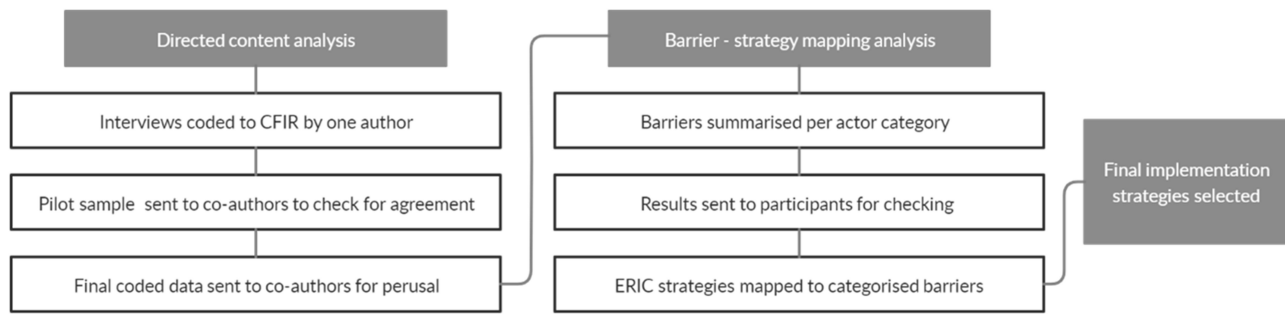 Directed content analysis
Interviews coded to CFIR by one author
Pilot sample sent to co-authors to check for agreement
Final coded data sent to co-authors for perusal
Barrier - strategy mapping analysis
Barriers summarised per actor category
Results sent to participants for checking
ERIC strategies mapped to categorised barriers
Final implementation
strategies selected